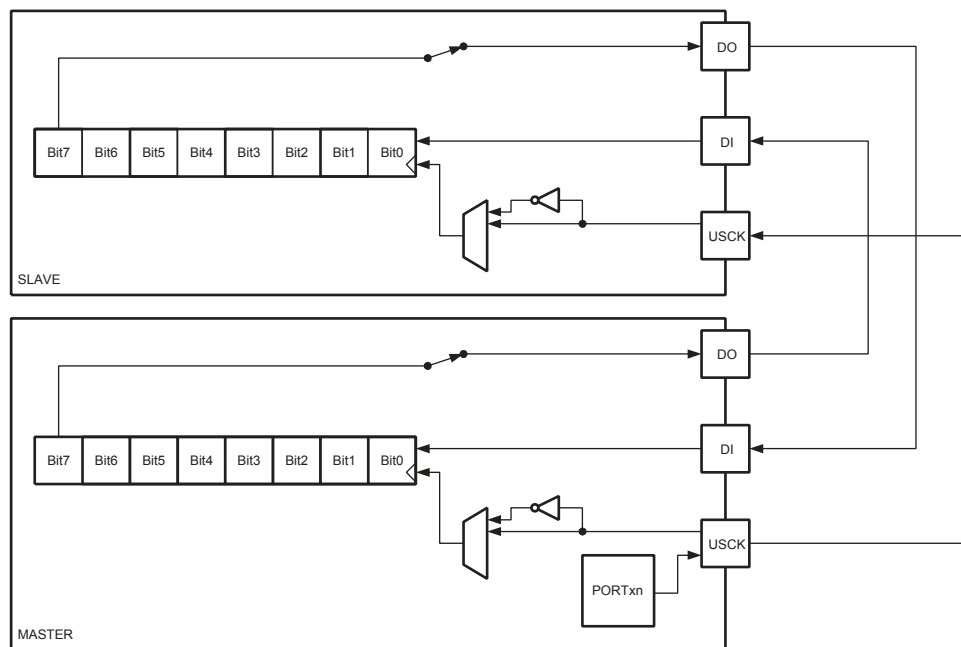 DO
Bit7 Bit6 Bit5 Bit4 Bit3 Bit2 Bit1 Bit0
DI
USCK
SLAVE
DO
Bit7 Bit6 Bit5 Bit4 Bit3 Bit2 Bit1 Bit0
DI
USCK
PORTxn
MASTER